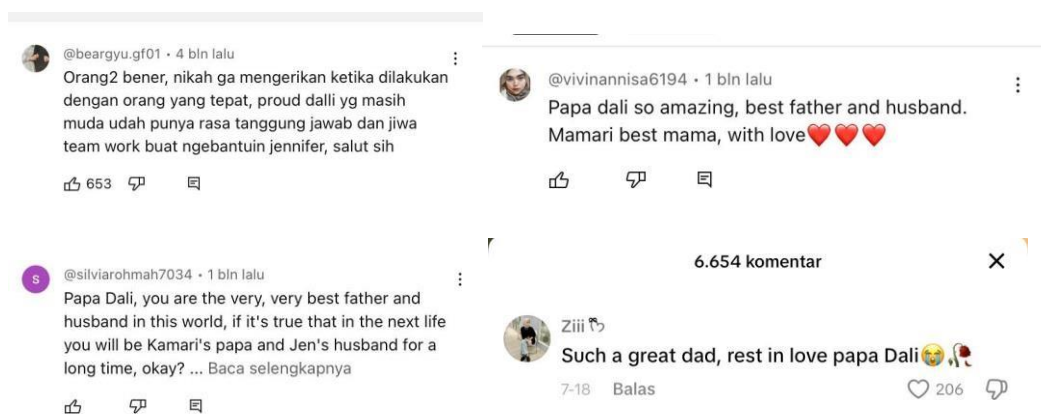 @beargyu.gf01 • 4 bln lalu
Orang2 bener, nikah ga mengerikan ketika dilakukan
dengan orang yang tepat, proud dalli yg masih
muda udah punya rasa tanggung jawab dan jiwa
team work buat ngebantuin jennifer, salut sih
653
@vivinannisa6194 • 1 bln lalu
Papa dali so amazing, best father and husband.
Mamari best mama, with love❤️❤️❤️
S
@silviarohmah7034 • 1 bln lalu
Papa Dali, you are the very, very best father and
husband in this world, if it's true that in the next life
you will be Kamari's papa and Jen's husband for a
long time, okay? ... Baca selengkapnya
6.654 komentar
Ziii
Such a great dad, rest in love papa Dali😭🥀
7-18 Balas 206